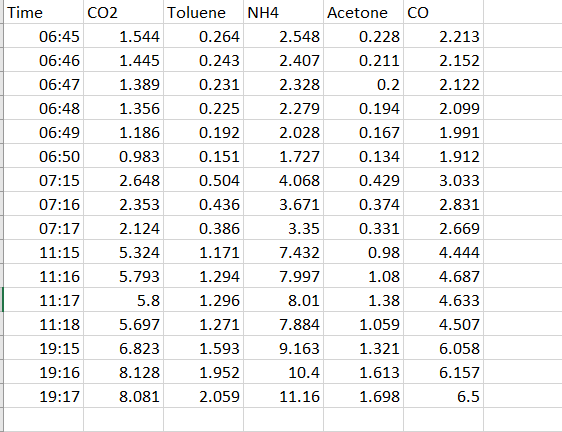 Time CO2 Toluene NH4 Acetone CO
06:45 1.544 0.264 2.548 0.228 2.213
06:46 1.445 0.243 2.407 0.211 2.152
06:47 1.389 0.231 2.328 0.2 2.122
06:48 1.356 0.225 2.279 0.194 2.099
06:49 1.186 0.192 2.028 0.167 1.991
06:50 0.983 0.151 1.727 0.134 1.912
07:15 2.648 0.504 4.068 0.429 3.033
07:16 2.353 0.436 3.671 0.374 2.831
07:17 2.124 0.386 3.35 0.331 2.669
11:15 5.324 1.171 7.432 0.98 4.444
11:16 5.793 1.294 7.997 1.08 4.687
11:17 5.8 1.296 8.01 1.38 4.633
11:18 5.697 1.271 7.884 1.059 4.507
19:15 6.823 1.593 9.163 1.321 6.058
19:16 8.128 1.952 10.4 1.613 6.157
19:17 8.081 2.059 11.16 1.698 6.5